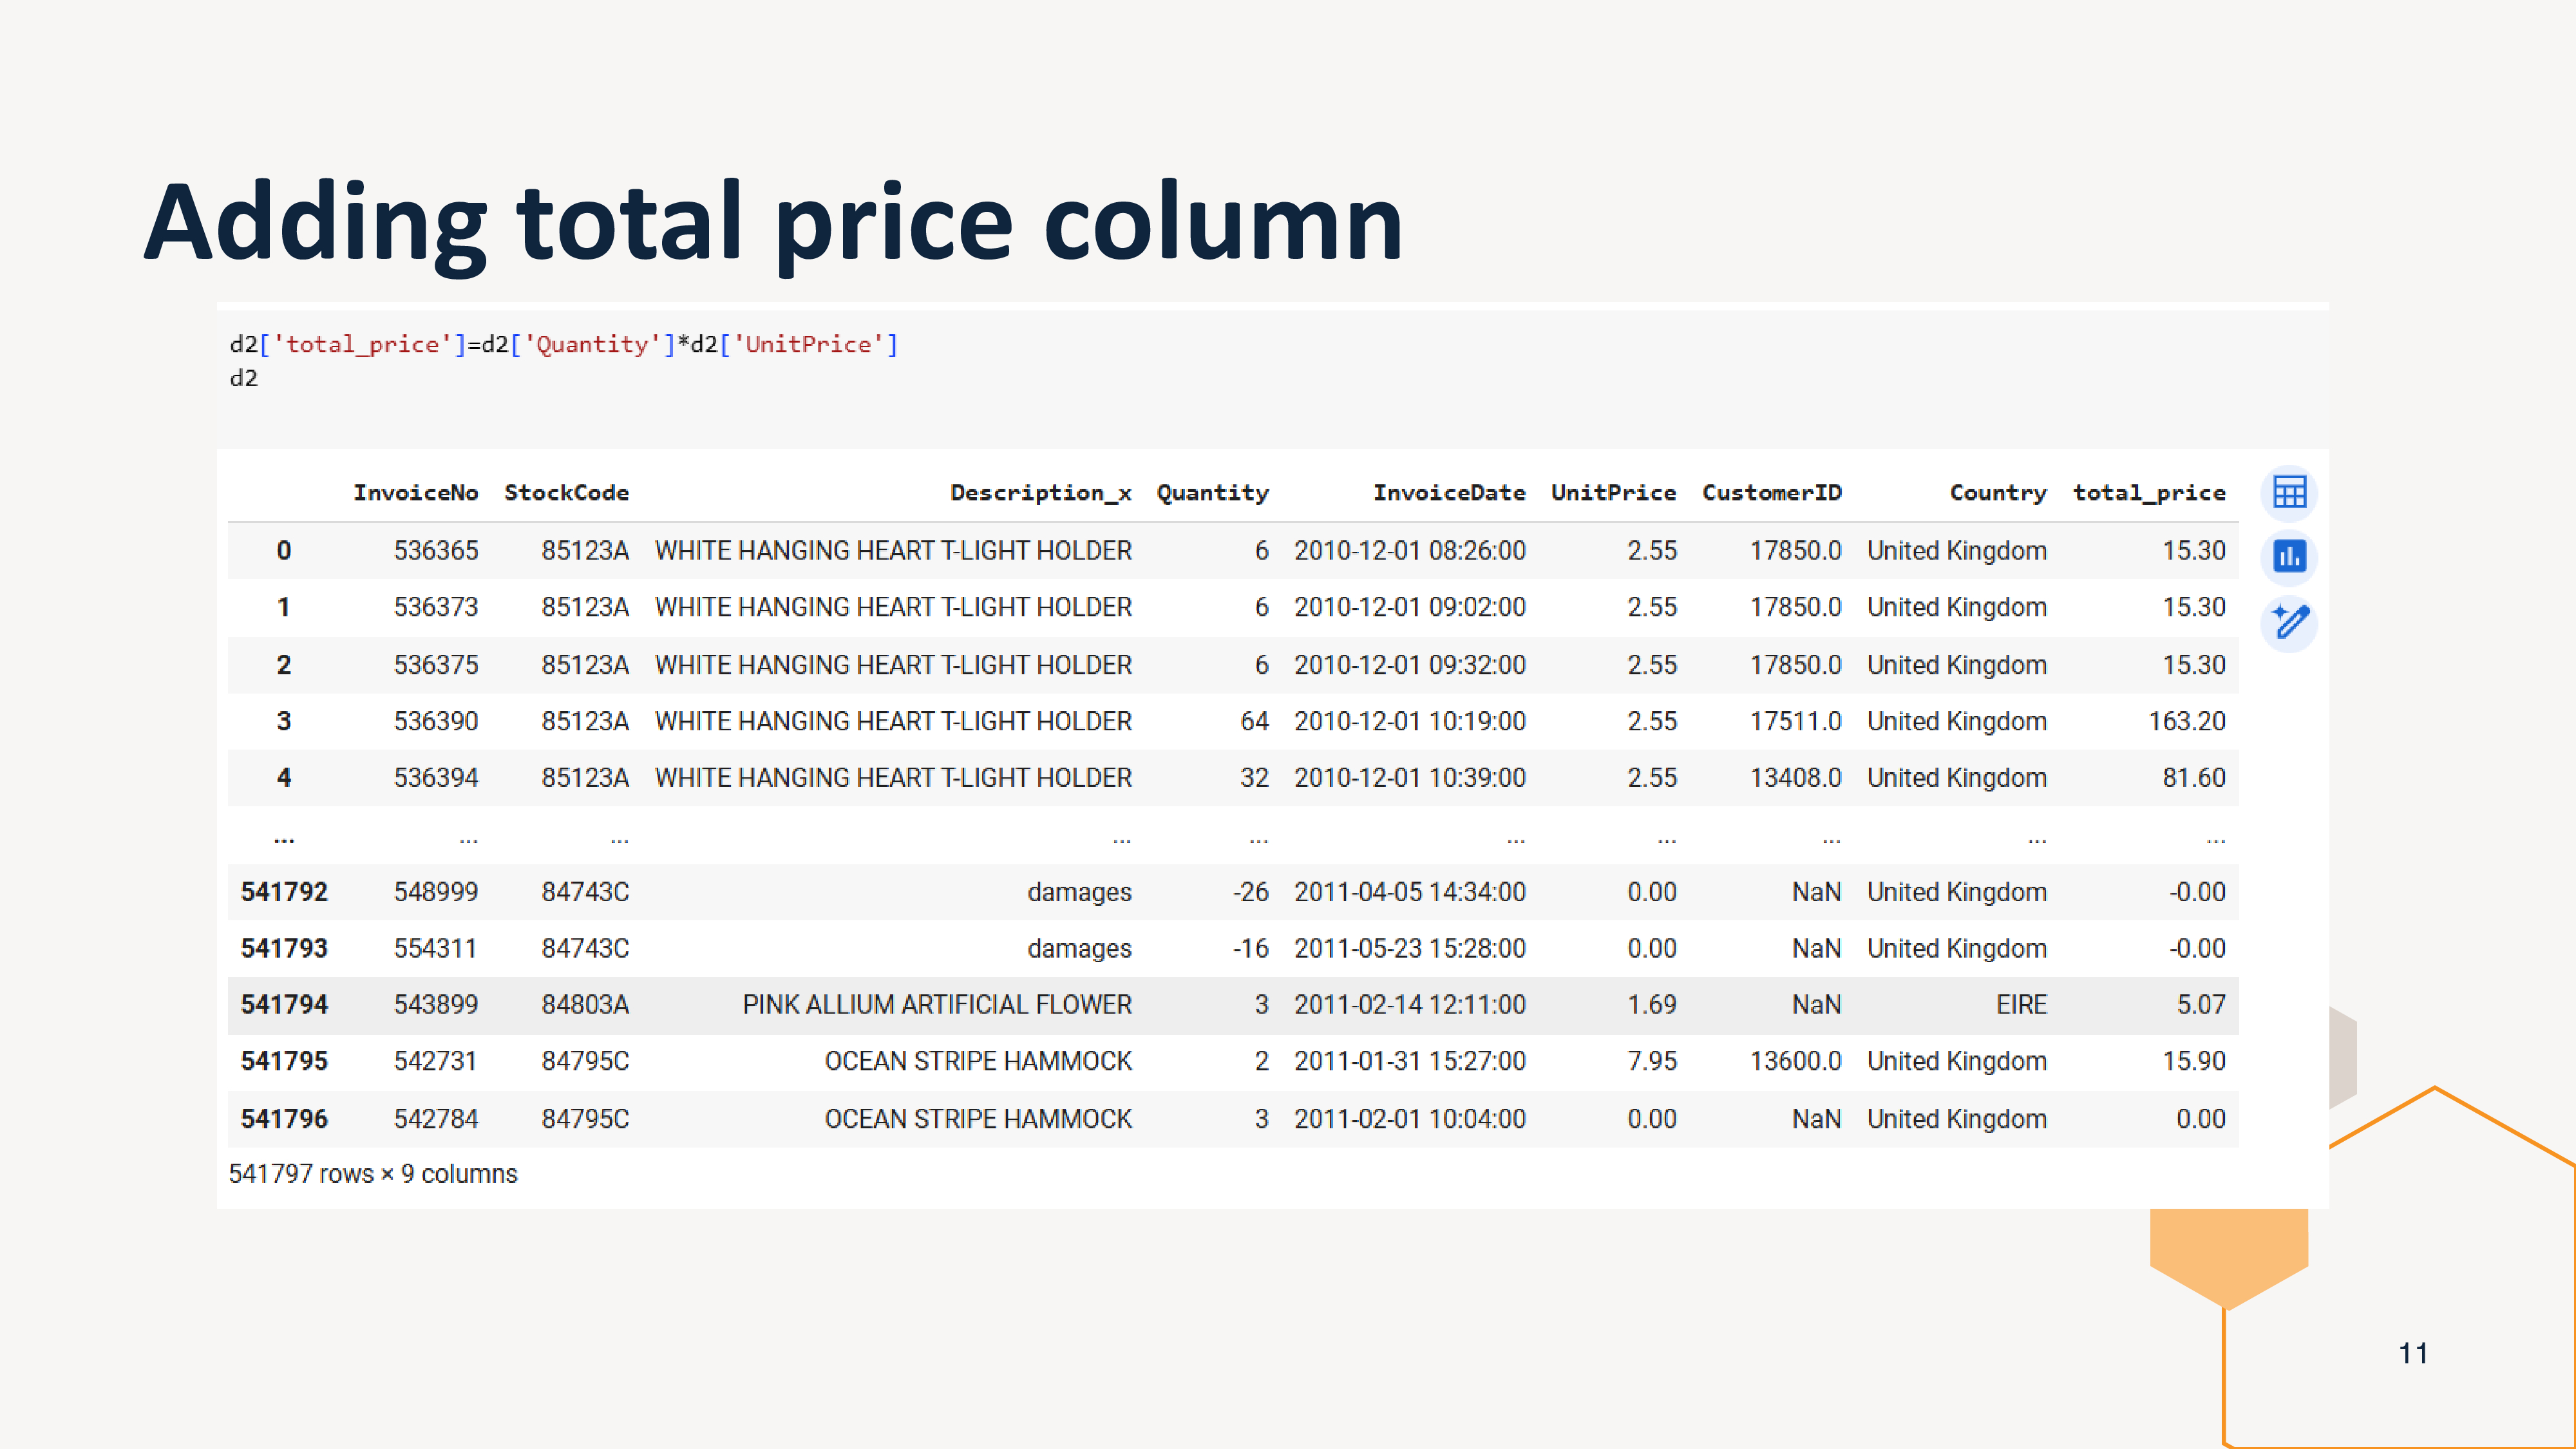 Adding total price column
d2['total_price']=d2['Quantity']*d2['UnitPrice']
d2
InvoiceNo StockCode Description_x Quantity InvoiceDate UnitPrice CustomerID Country total_price
0 536365 85123A WHITE HANGING HEART T-LIGHT HOLDER 6 2010-12-01 08:26:00 2.55 17850.0 United Kingdom 15.30
1 536373 85123A WHITE HANGING HEART T-LIGHT HOLDER 6 2010-12-01 09:02:00 2.55 17850.0 United Kingdom 15.30
2 536375 85123A WHITE HANGING HEART T-LIGHT HOLDER 6 2010-12-01 09:32:00 2.55 17850.0 United Kingdom 15.30
3 536390 85123A WHITE HANGING HEART T-LIGHT HOLDER 64 2010-12-01 10:19:00 2.55 17511.0 United Kingdom 163.20
4 536394 85123A WHITE HANGING HEART T-LIGHT HOLDER 32 2010-12-01 10:39:00 2.55 13408.0 United Kingdom 81.60
... ... ... ... ... ... ... ... ... ...
541792 548999 84743C damages -26 2011-04-05 14:34:00 0.00 NaN United Kingdom -0.00
541793 554311 84743C damages -16 2011-05-23 15:28:00 0.00 NaN United Kingdom -0.00
541794 543899 84803A PINK ALLIUM ARTIFICIAL FLOWER 3 2011-02-14 12:11:00 1.69 NaN EIRE 5.07
541795 542731 84795C OCEAN STRIPE HAMMOCK 2 2011-01-31 15:27:00 7.95 13600.0 United Kingdom 15.90
541796 542784 84795C OCEAN STRIPE HAMMOCK 3 2011-02-01 10:04:00 0.00 NaN United Kingdom 0.00
541797 rows × 9 columns
11